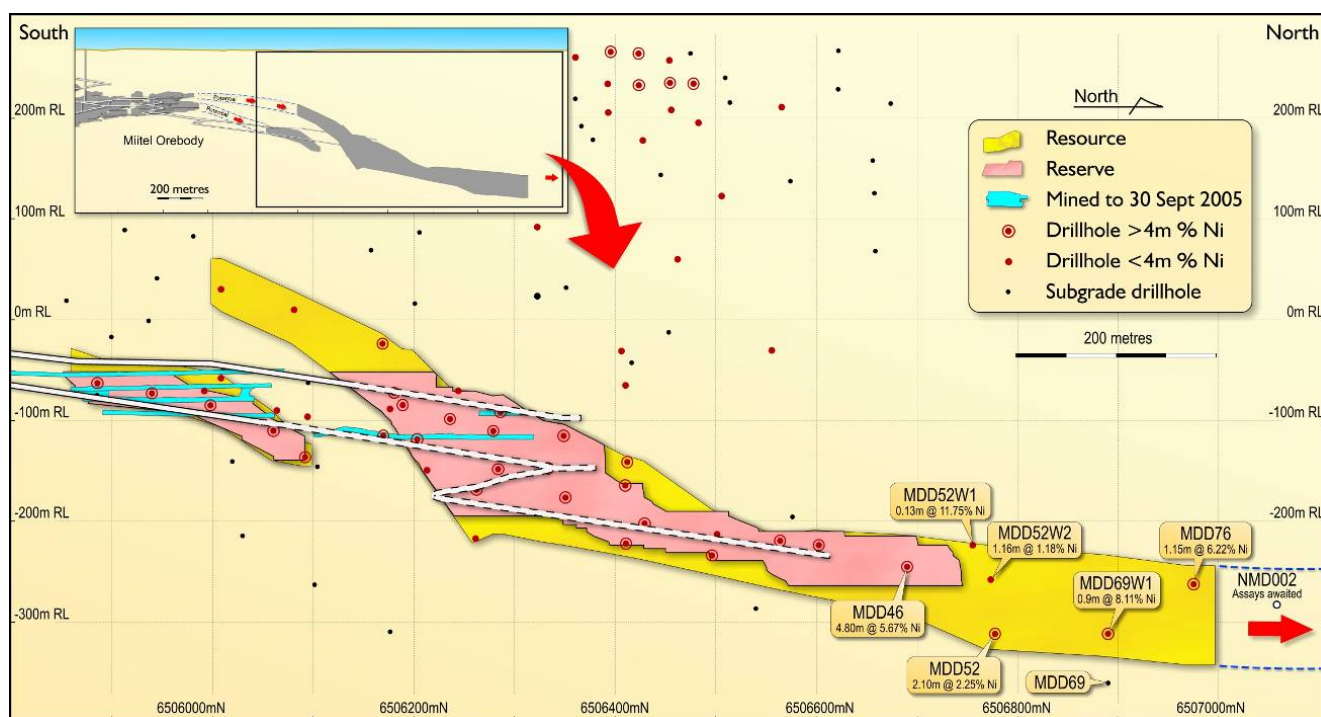 South
North
Potential
Potential
Miitel Orebody
200 metres
North
Resource
Reserve
Mined to 30 Sept 2005
Drillhole >4m % Ni
Drillhole <4m % Ni
Subgrade drillhole
200 metres
200m RL
200m RL
100m RL
100m RL
0m RL
0m RL
-100m RL
-100m RL
-200m RL
-200m RL
-300m RL
-300m RL
MDD52W1
0.13m @ 11.75% Ni
MDD52W2
1.16m @ 1.18% Ni
MDD76
1.15m @ 6.22% Ni
MDD69W1
0.9m @ 8.11% Ni
NMD002
Assays awaited
MDD46
4.80m @ 5.67% Ni
MDD52
2.10m @ 2.25% Ni
MDD69
6506000mN
6506200mN
6506400mN
6506600mN
6506800mN
6507000mN